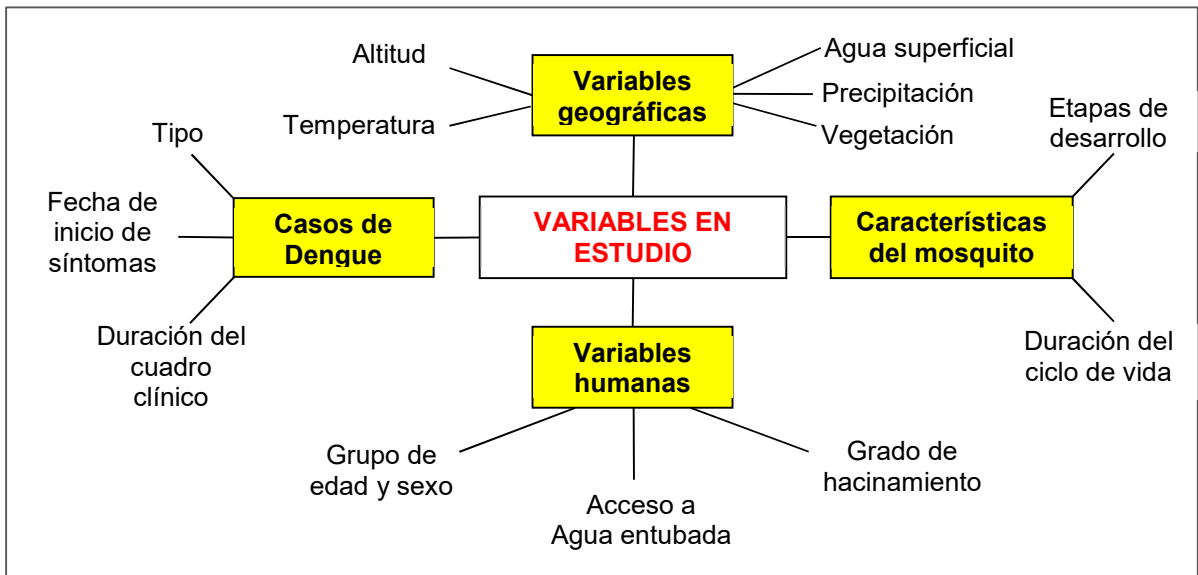 Altitud
Temperatura
Variables
geográficas
Agua superficial
Precipitación
Vegetación
Tipo
Fecha de
inicio de
síntomas
Duración del
cuadro
clínico
Casos de
Dengue
VARIABLES EN
ESTUDIO
Características
del mosquito
Etapas de
desarrollo
Duración del
ciclo de vida
Variables
humanas
Grupo de
edad y sexo
Acceso a
Agua entubada
Grado de
hacinamiento